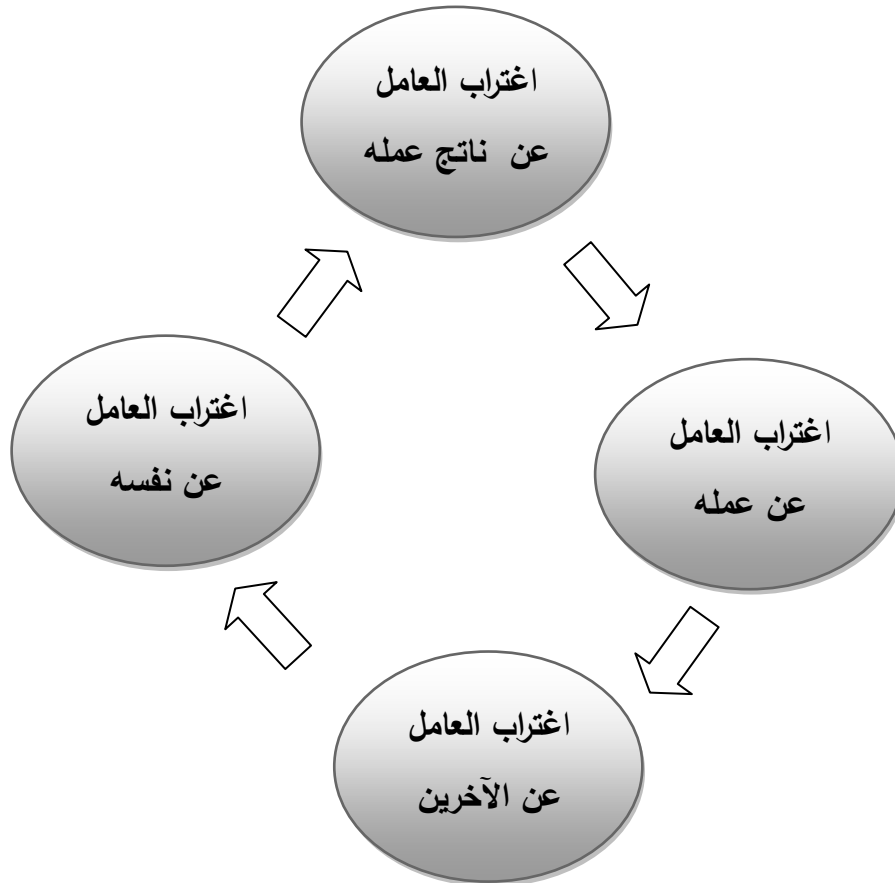 اغتراب العامل
عن ناتج عمله
اغتراب العامل
عن عمله
اغتراب العامل
عن الآخرين
اغتراب العامل
عن نفسه